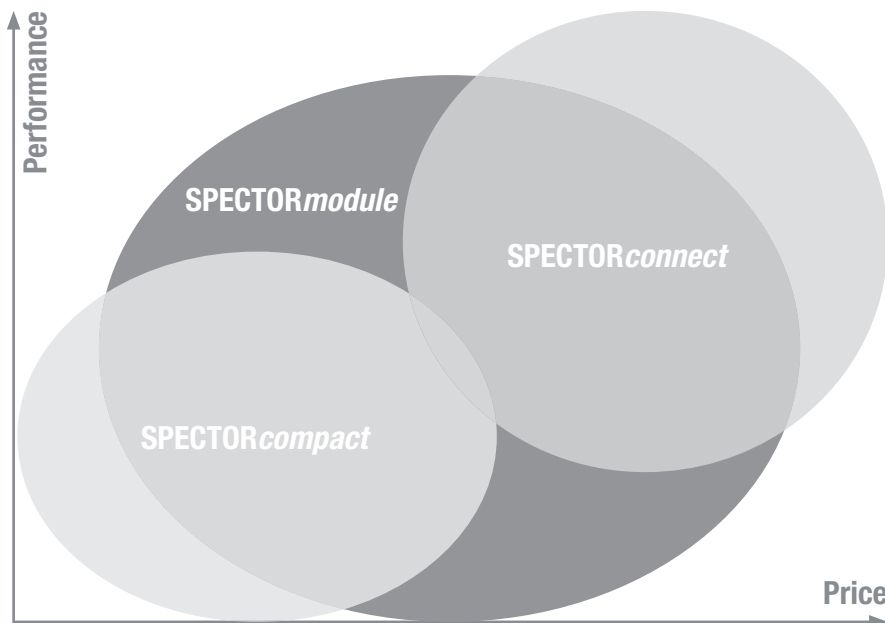 Performance
SPECTORmodule
SPECTORconnect
SPECTORcompact
Price